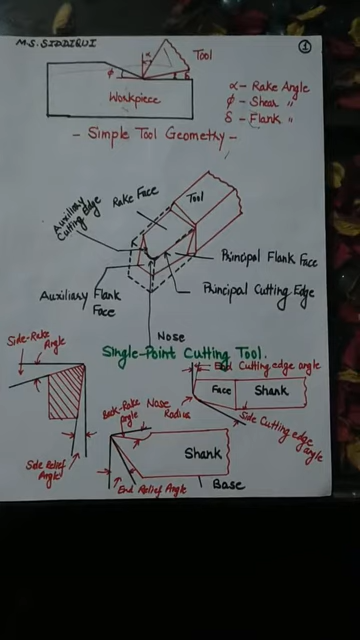 M.S. SIDDIQUI
1
α
Tool
φ
δ
Workpiece
α - Rake Angle
φ - Shear "
δ - Flank "
- Simple Tool Geometry -
Auxiliary
Cutting Edge
Rake Face
Tool
Principal Flank Face
Principal Cutting Edge
Auxiliary Flank
Face
Nose
Single-Point Cutting Tool.
Side-Rake
Angle
Side Relief
Angle
End Cutting edge angle
Face
Shank
Nose
Radius
Side Cutting edge
angle
Back-Rake
angle
Shank
End Relief Angle
Base